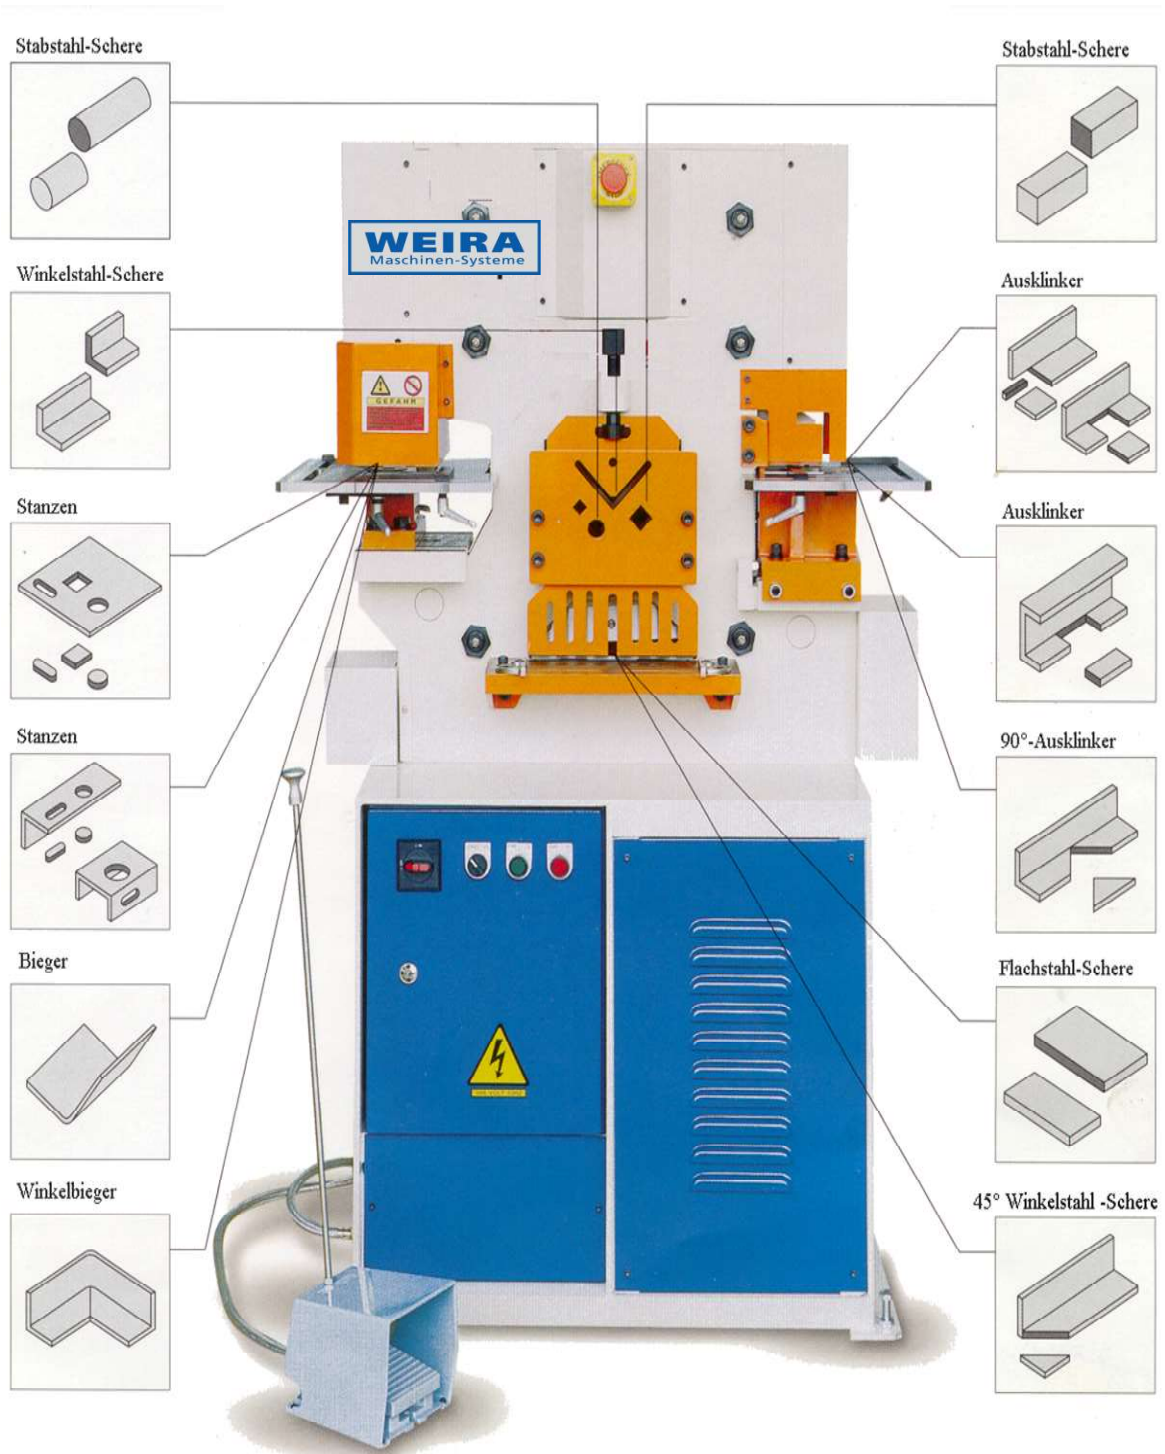 Stabstahl-Schere
Stabstahl-Schere
WEIRA
Maschinen-Systeme
Winkelstahl-Schere
Ausklinker
GEFAHR
Stanzen
Ausklinker
Stanzen
90°-Ausklinker
Bieger
Flachstahl-Schere
Winkelbieger
45° Winkelstahl -Schere